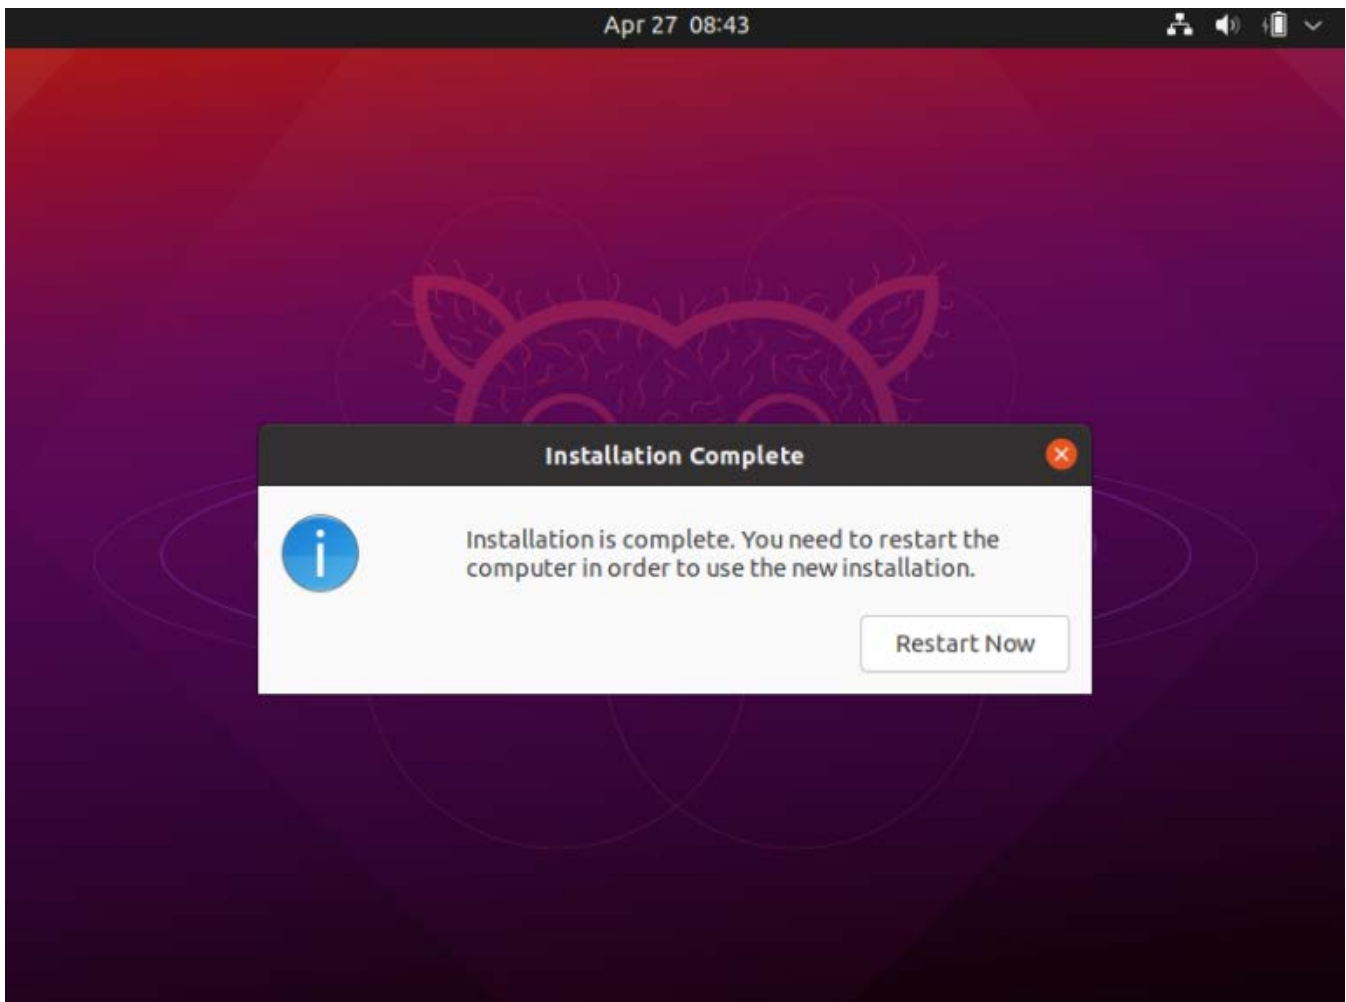 Apr 27 08:43
Installation Complete
Installation is complete. You need to restart the
computer in order to use the new installation.
Restart Now